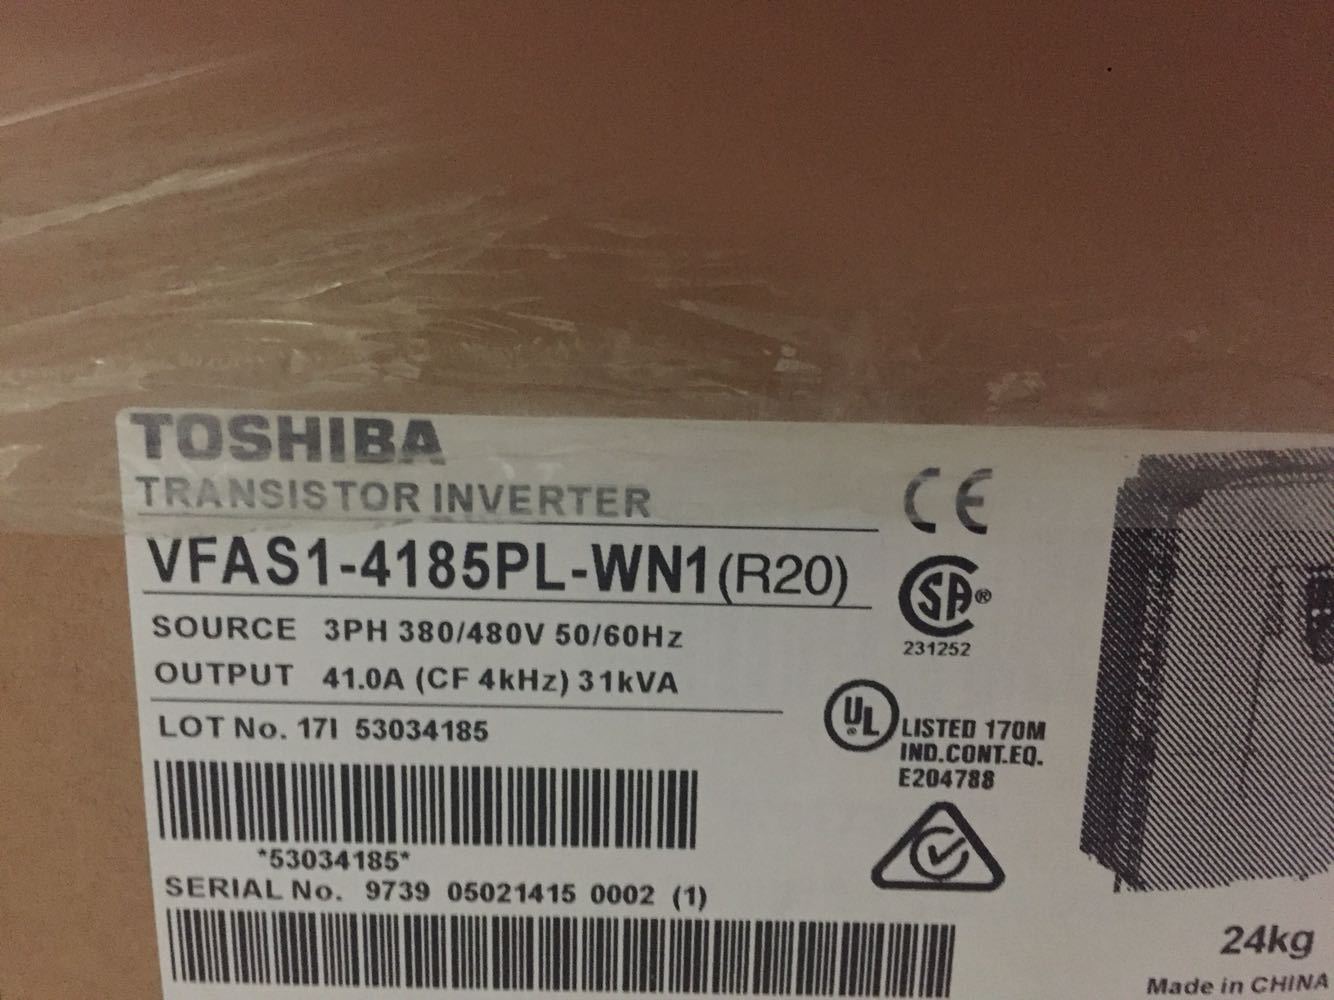 TOSHIBA
TRANSISTOR INVERTER
CE
VFAS1-4185PL-WN1 (R20)
SA®
231252
SOURCE 3PH 380/480V 50/60Hz
OUTPUT 41.0A (CF 4kHz) 31kVA
LOT No. 17I 53034185
UL®
LISTED 170M
IND.CONT.EQ.
E204788
*53034185*
SERIAL No. 9739 05021415 0002 (1)
24kg
Made in CHINA